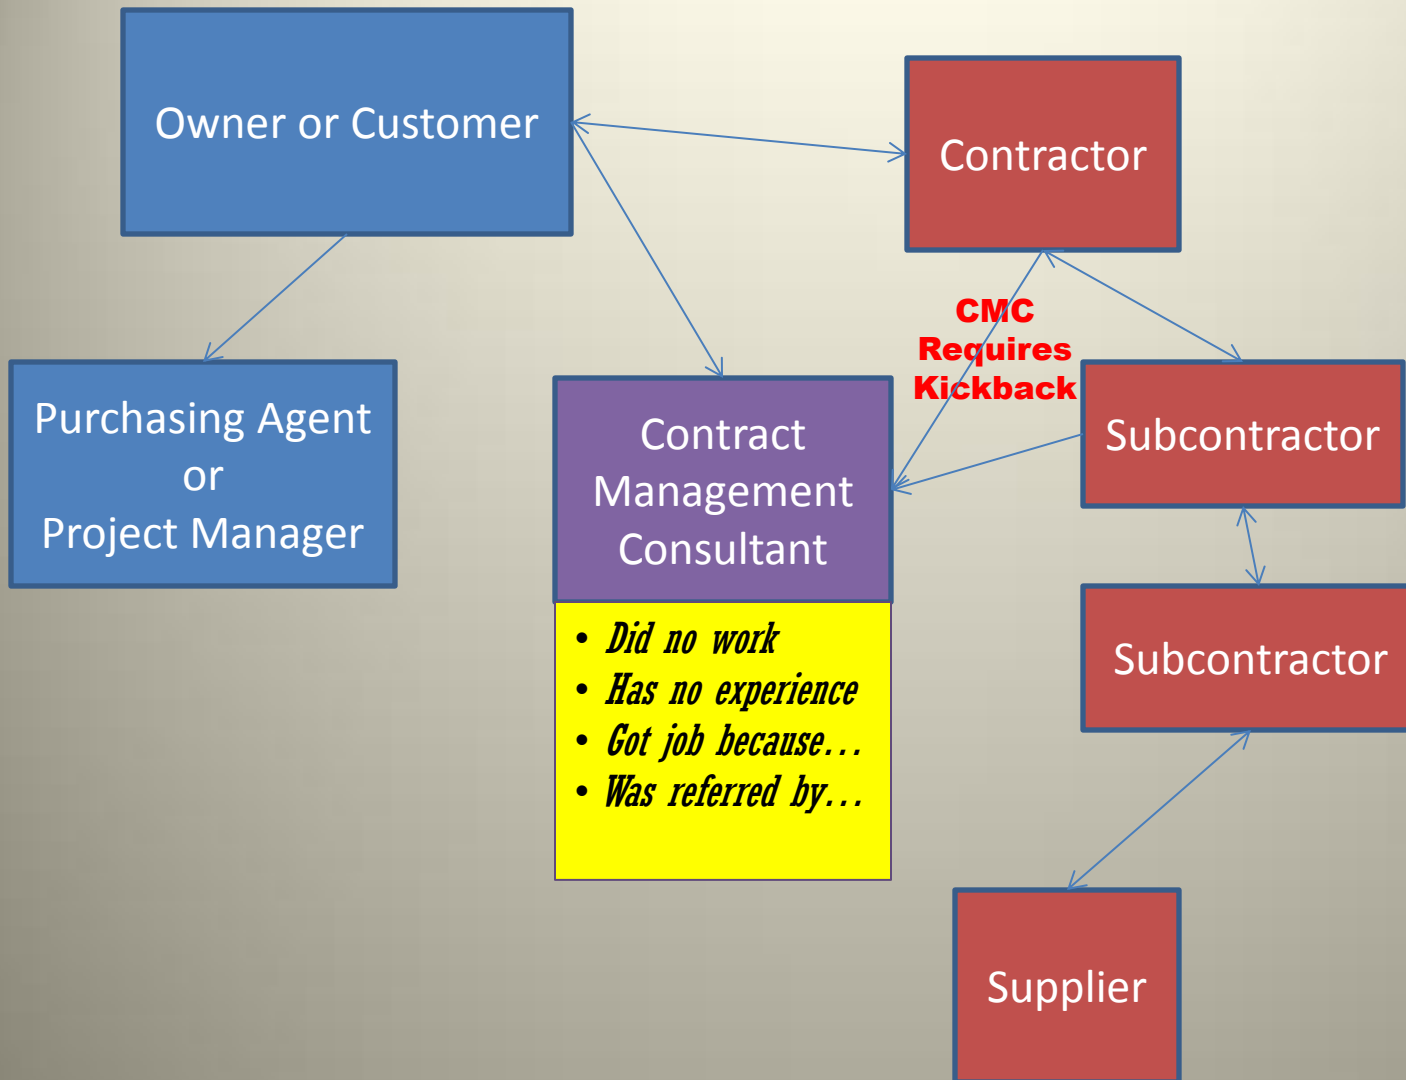 Owner or Customer
Contractor
CMC
Requires
Kickback
Purchasing Agent
or
Project Manager
Contract
Management
Consultant
Subcontractor
• Did no work
• Has no experience
• Got job because...
• Was referred by...
Subcontractor
Supplier